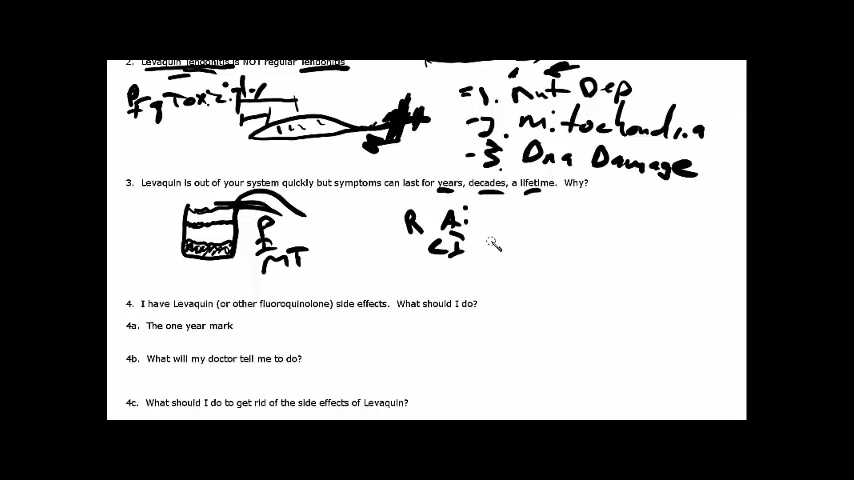 2. Levaquin Tendonitis is NOT regular Tendonitis
=1. Nut Dep
-2. Mitochondria
-3. Dna Damage
3. Levaquin is out of your system quickly but symptoms can last for years, decades, a lifetime. Why?
P
I
MT
R A:
CI
4. I have Levaquin (or other fluoroquinolone) side effects. What should I do?
4a. The one year mark
4b. What will my doctor tell me to do?
4c. What should I do to get rid of the side effects of Levaquin?